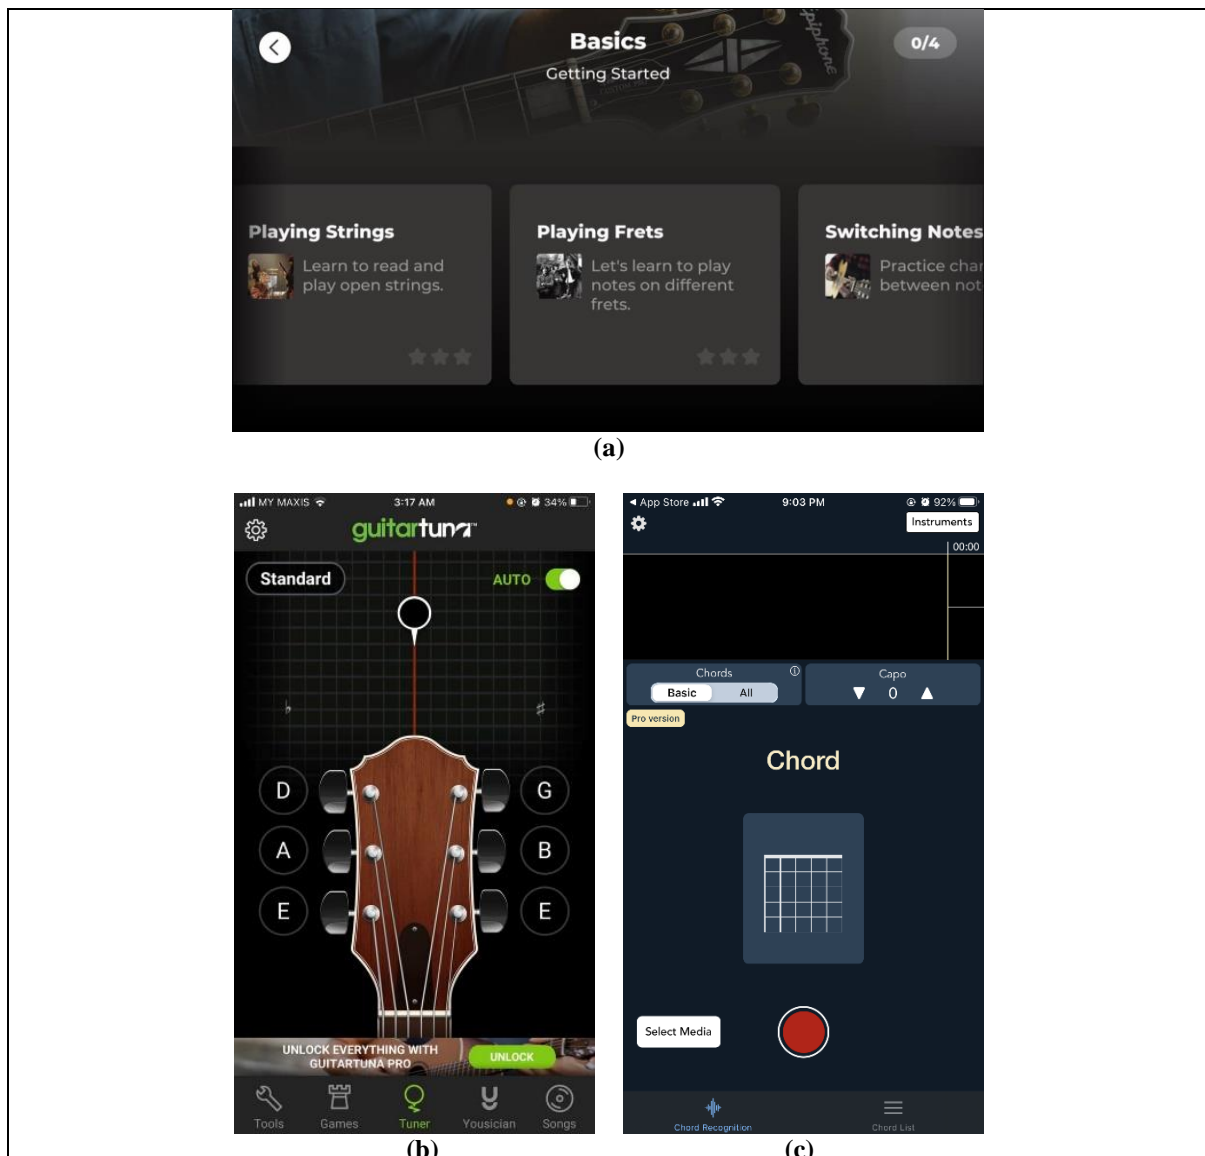 Basics
0/4
Getting Started
Epiphone
Playing Strings
Learn to read and
play open strings.
Playing Frets
Let's learn to play
notes on different
frets.
Switching Notes
Practice char
between not
(a)
MY MAXIS
3:17 AM
34%
guitartuna™
Standard
AUTO
♭
♯
D
G
A
B
E
E
UNLOCK EVERYTHING WITH
GUITARTUNA PRO
UNLOCK
Tools
Games
Tuner
Yousician
Songs
(b)
App Store
9:03 PM
92%
Instruments
00:00
Chords
Basic
All
Capo
0
Pro version
Chord
Select Media
Chord Recognition
Chord List
(c)